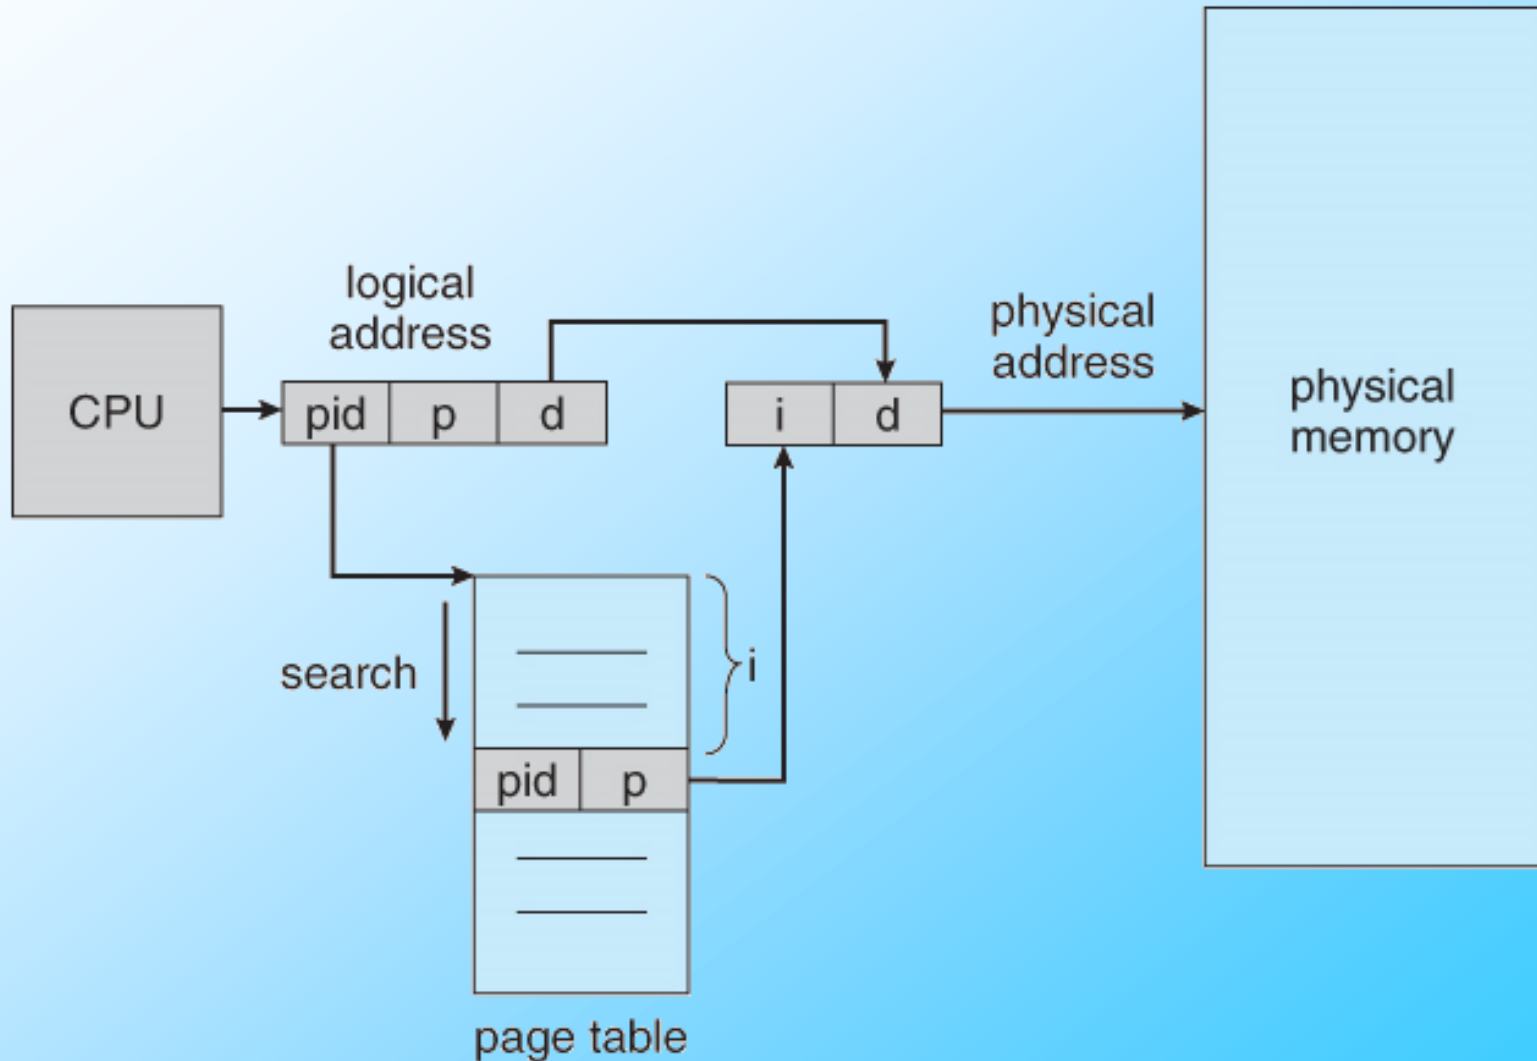 logical
address
physical
address
CPU
pid
p
d
i
d
physical
memory
search
i
pid
p
page table